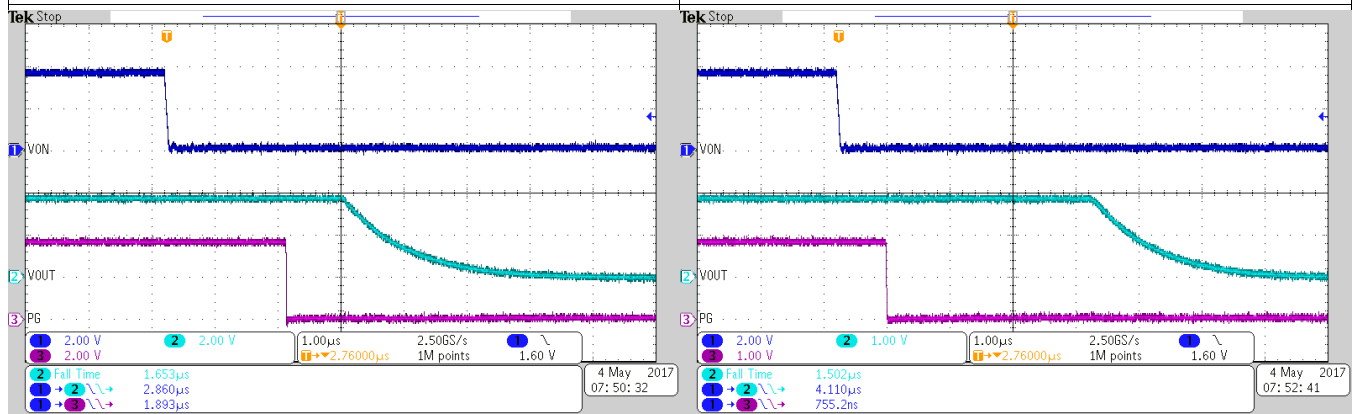 Tek Stop
T
T
1 VON
2 VOUT
3 PG
1 2.00 V 2 2.00 V
3 2.00 V
1.00µs 2.50GS/s 1 \
T→▼2.76000µs 1M points 1.60 V
2 Fall Time 1.653µs
1 → 2 2.860µs
1 → 3 1.893µs
4 May 2017
07:50:32
Tek Stop
T
T
1 VON
2 VOUT
3 PG
1 2.00 V 2 1.00 V
3 1.00 V
1.00µs 2.50GS/s 1 \
T→▼2.76000µs 1M points 1.60 V
2 Fall Time 1.502µs
1 → 2 4.110µs
1 → 3 755.2ns
4 May 2017
07:52:41